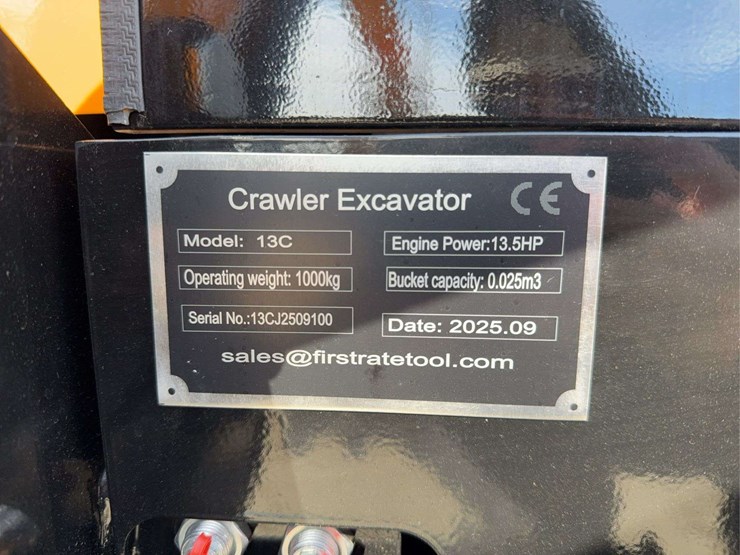 Crawler Excavator CE
Model: 13C
Engine Power:13.5HP
Operating weight: 1000kg
Bucket capacity: 0.025m3
Serial No.:13CJ2509100
Date: 2025.09
sales@firstratetool.com